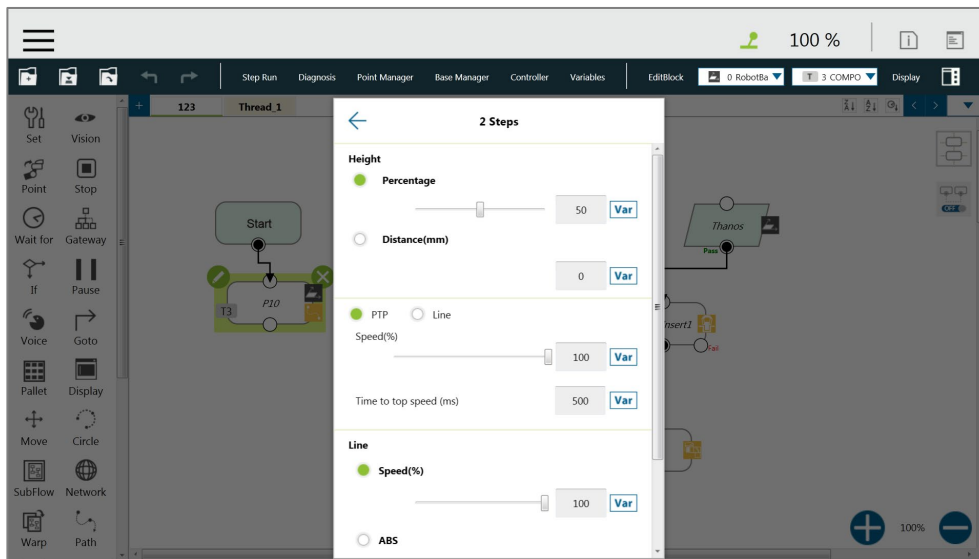 100 %
Step Run Diagnosis Point Manager Base Manager Controller Variables EditBlock 0 RobotBa T 3 COMPO Display
123 Thread_1
Set Vision
Point Stop
Wait for Gateway
If Pause
Voice Goto
Pallet Display
Move Circle
SubFlow Network
Warp Path
Start
P10
T3
2 Steps
Height
Percentage
50 Var
Distance(mm)
0 Var
PTP Line
Speed(%)
100 Var
Time to top speed (ms) 500 Var
Line
Speed(%)
100 Var
ABS
Thanos
Pass
nsert1
Fail
OFF
100%